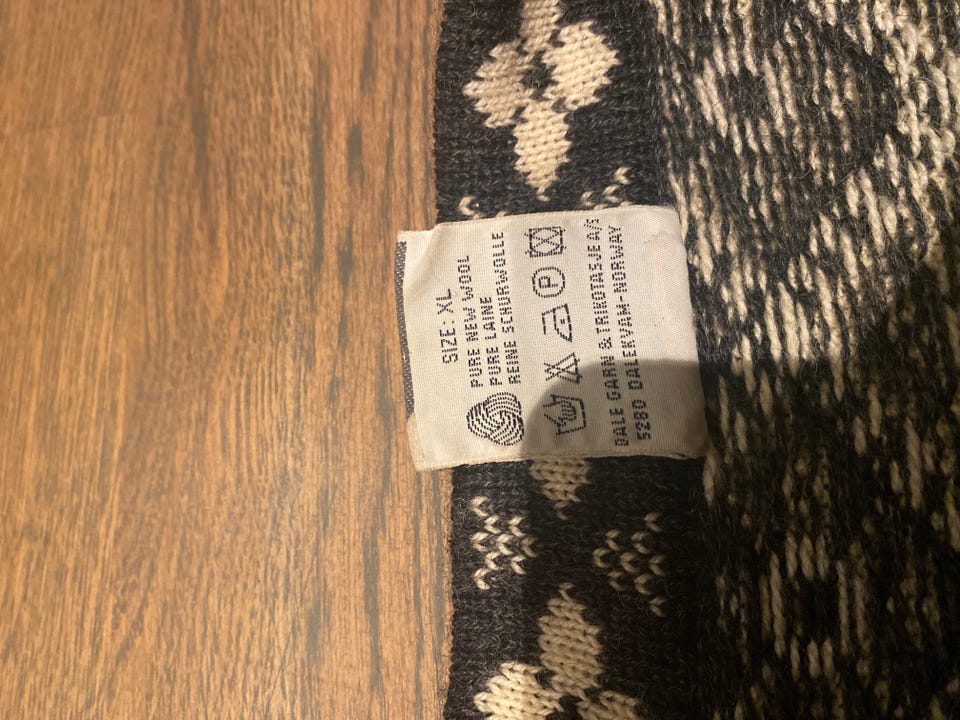 SIZE: XL
PURE NEW WOOL
PURE LAINE
REINE SCHURWOLLE
P
DALE GARN & TRIKOTASJE A/S
5280 DALEKVAM-NORWAY